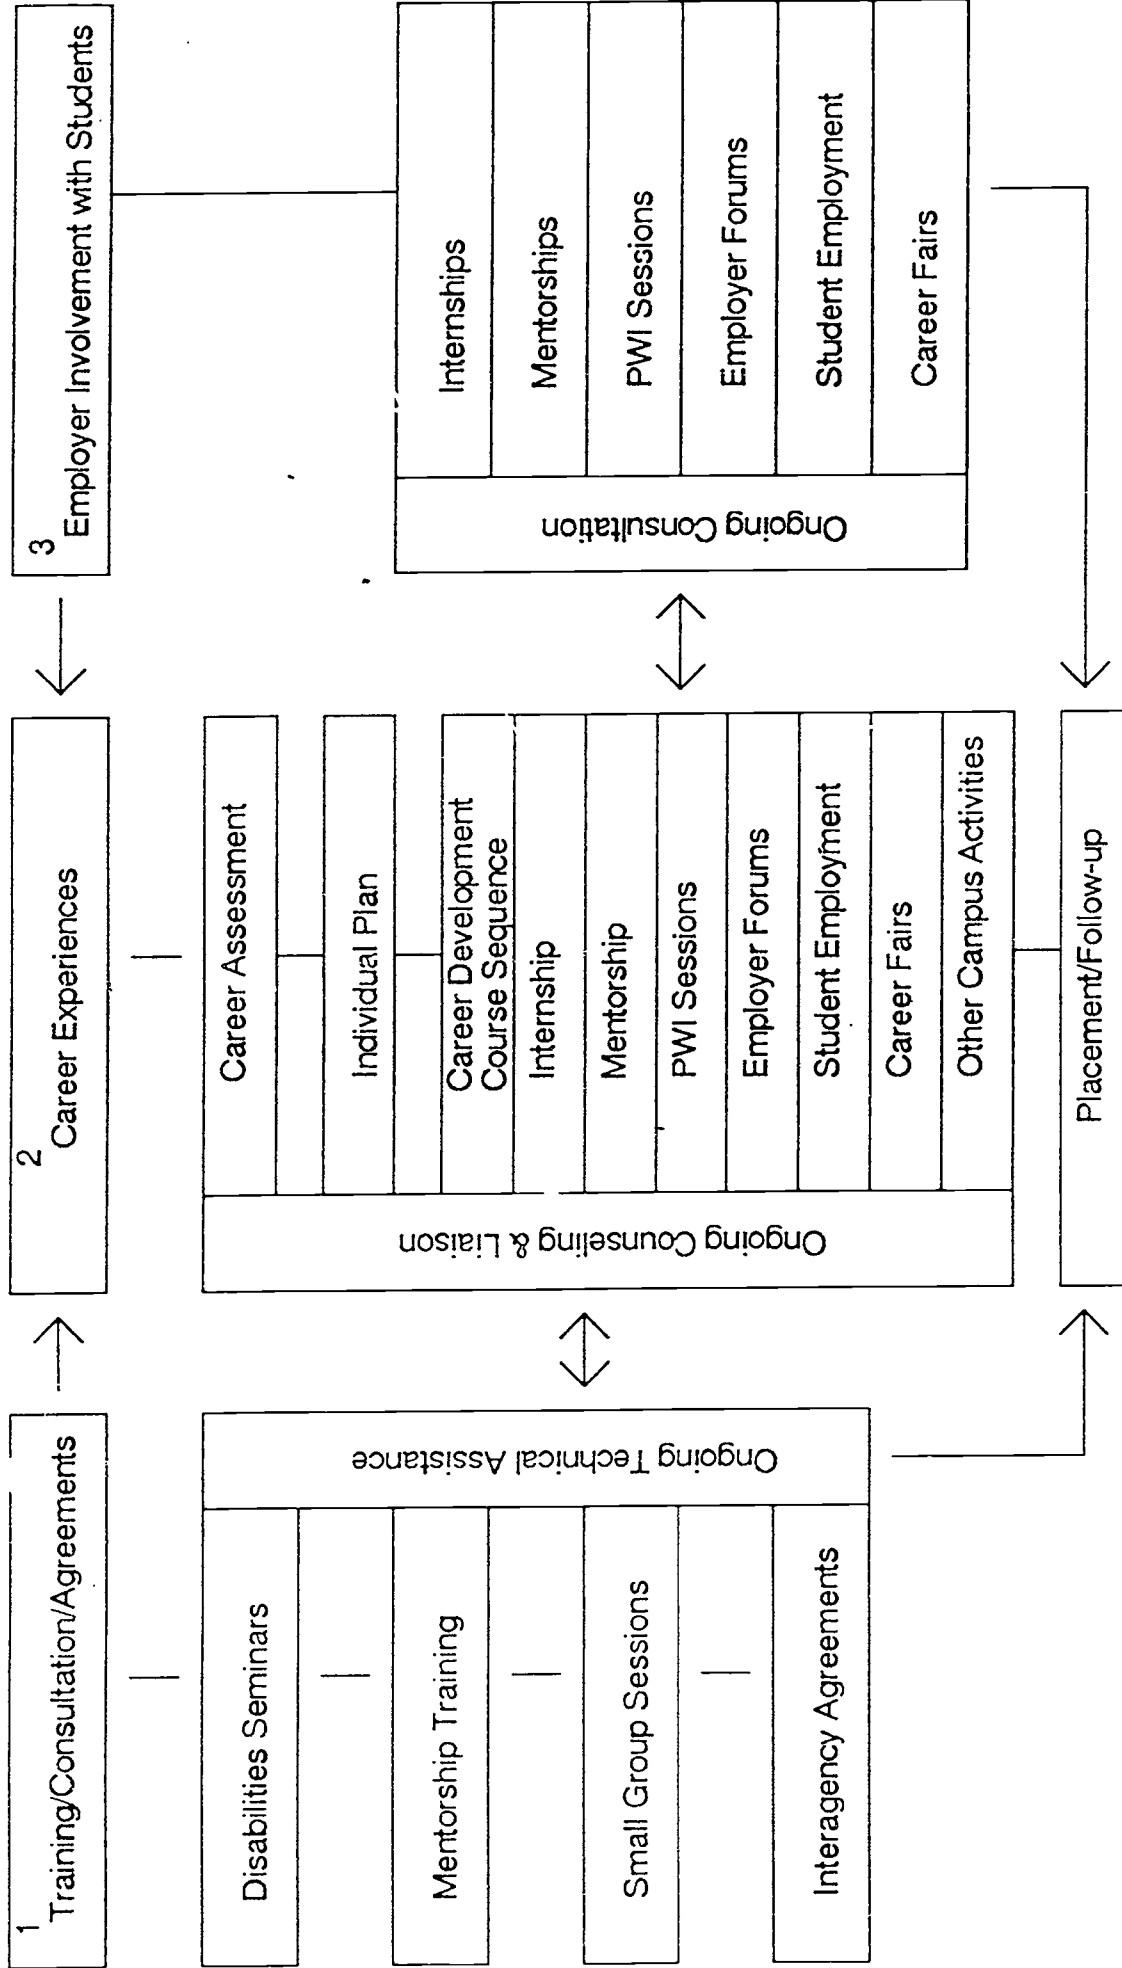 1
Training/Consultation/Agreements
Disabilities Seminars
Mentorship Training
Small Group Sessions
Interagency Agreements
Ongoing Technical Assistance
2
Career Experiences
Career Assessment
Individual Plan
Career Development
Course Sequence
Internship
Mentorship
PWI Sessions
Employer Forums
Student Employment
Career Fairs
Other Campus Activities
Ongoing Counseling & Liaison
Placement/Follow-up
3
Employer Involvement with Students
Internships
Mentorships
PWI Sessions
Employer Forums
Student Employment
Career Fairs
Ongoing Consultation